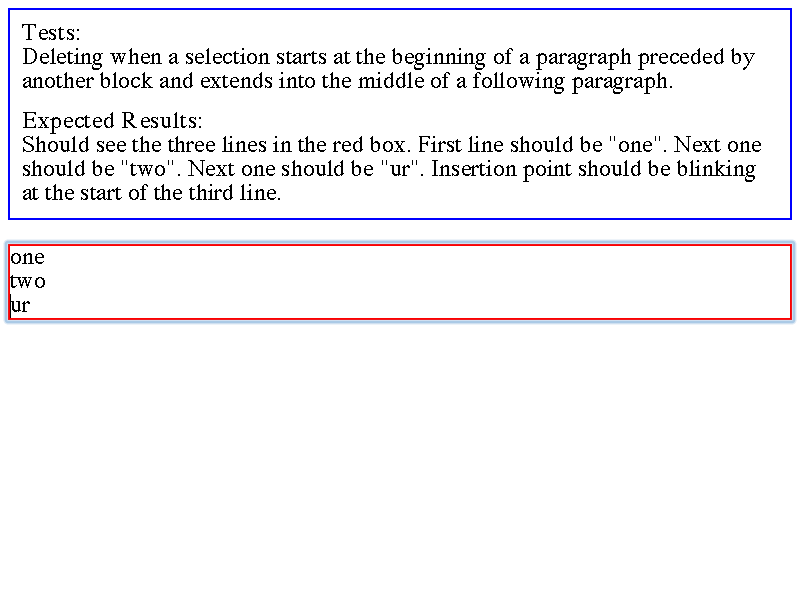 Tests:
Deleting when a selection starts at the beginning of a paragraph preceded by
another block and extends into the middle of a following paragraph.
Expected Results:
Should see the three lines in the red box. First line should be "one". Next one
should be "two". Next one should be "ur". Insertion point should be blinking
at the start of the third line.
one
two
ur